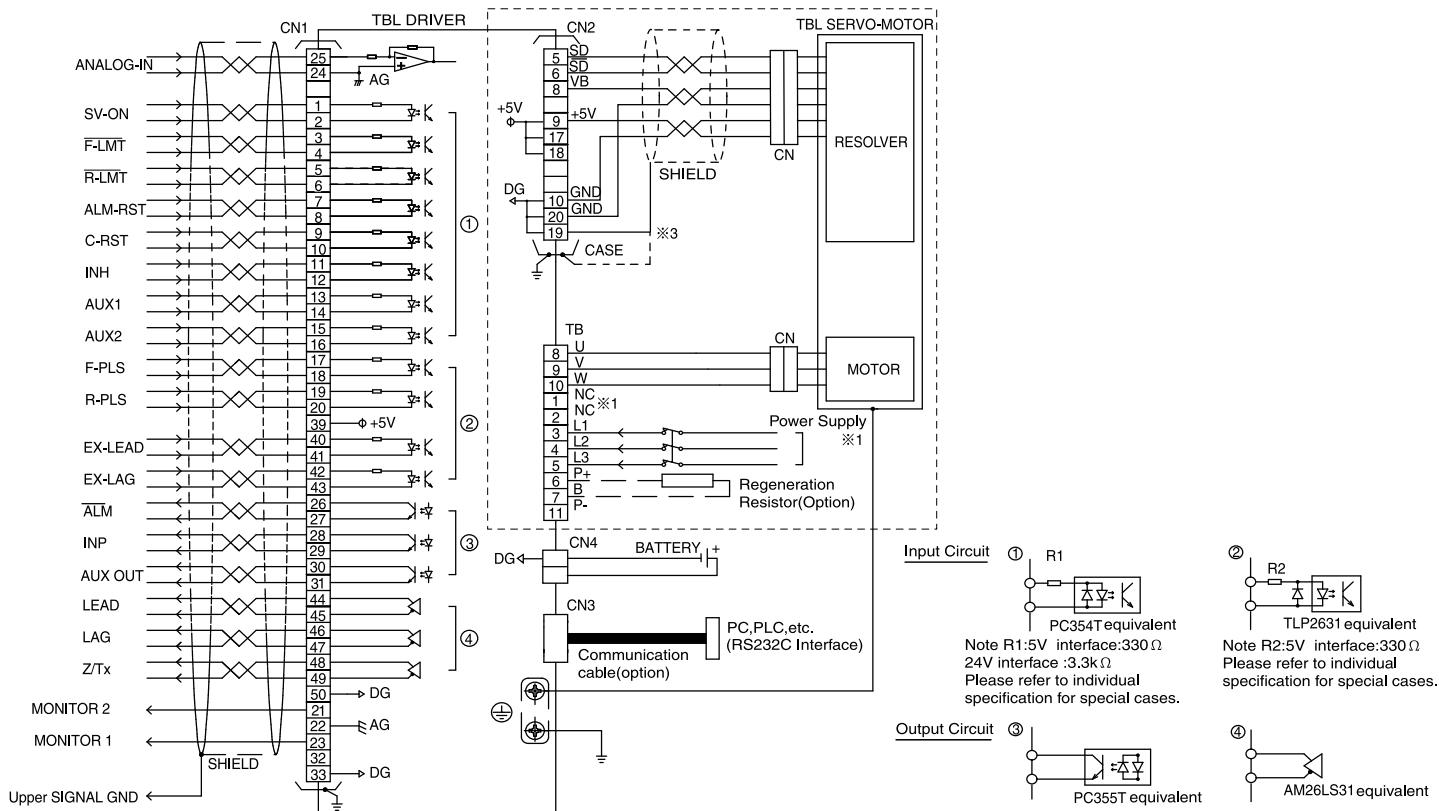 CN1
TBL DRIVER
ANALOG-IN
25
24
AG
SV-ON
1
2
F-LMT
3
4
R-LMT
5
6
ALM-RST
7
8
C-RST
9
10
INH
11
12
AUX1
13
14
AUX2
15
16
①
F-PLS
17
18
R-PLS
19
20
39
+5V
EX-LEAD
40
41
EX-LAG
42
43
②
ALM
26
27
INP
28
29
AUX OUT
30
31
③
LEAD
44
45
LAG
46
47
Z/Tx
48
49
④
50
DG
MONITOR 2
21
22
AG
MONITOR 1
23
32
33
DG
SHIELD
Upper SIGNAL GND
CN2
TBL SERVO-MOTOR
5
SD
6
SD
8
VB
+5V
9
+5V
17
18
DG
10
GND
20
GND
19
※3
CASE
SHIELD
CN
RESOLVER
TB
8
U
9
V
10
W
1
NC
※1
2
NC
3
L1
4
L2
5
L3
6
P+
7
B
11
P-
CN
MOTOR
Power Supply
※1
Regeneration
Resistor(Option)
CN4
DG
BATTERY
+
CN3
PC,PLC,etc.
(RS232C Interface)
Communication
cable(option)
Input Circuit
①
R1
PC354T equivalent
Note R1:5V interface:330Ω
24V interface :3.3kΩ
Please refer to individual
specification for special cases.
②
R2
TLP2631 equivalent
Note R2:5V interface:330Ω
Please refer to individual
specification for special cases.
Output Circuit
③
PC355T equivalent
④
AM26LS31 equivalent